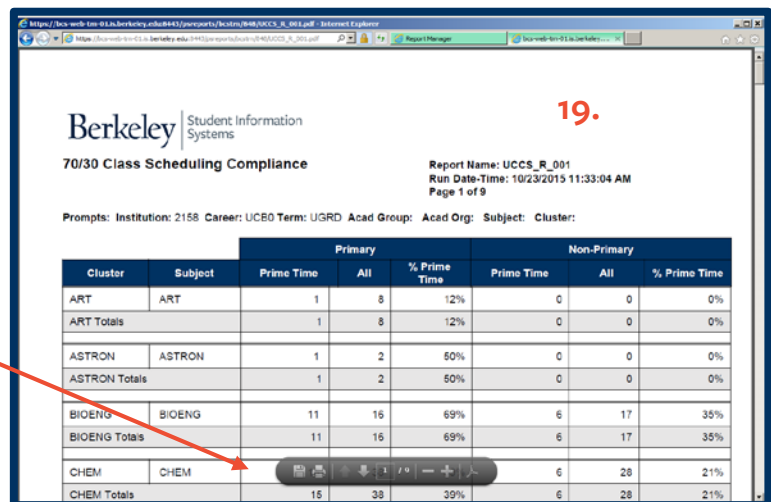 https://bcs-web-tm-01.is.berkeley.edu:8443/psreports/bcstrn/848/UCCS_R_001.pdf - Internet Explorer
Report Manager
19.
Berkeley Student Information Systems
70/30 Class Scheduling Compliance
Report Name: UCCS_R_001
Run Date-Time: 10/23/2015 11:33:04 AM
Page 1 of 9
Prompts: Institution: 2158 Career: UCB0 Term: UGRD Acad Group: Acad Org: Subject: Cluster:
Primary Non-Primary
Cluster Subject Prime Time All % Prime Time Prime Time All % Prime Time
ART ART 1 8 12% 0 0 0%
ART Totals 1 8 12% 0 0 0%
ASTRON ASTRON 1 2 50% 0 0 0%
ASTRON Totals 1 2 50% 0 0 0%
BIOENG BIOENG 11 16 69% 6 17 35%
BIOENG Totals 11 16 69% 6 17 35%
CHEM CHEM 6 28 21%
1 / 9
CHEM Totals 15 38 39% 6 28 21%